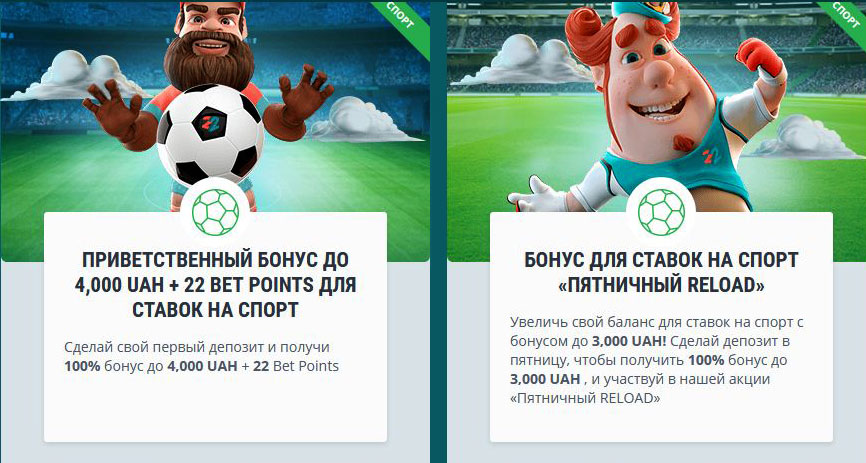 СПОРТ
22
ПРИВЕТСТВЕННЫЙ БОНУС ДО
4,000 UAH + 22 BET POINTS ДЛЯ
СТАВОК НА СПОРТ
Сделай свой первый депозит и получи
100% бонус до 4,000 UAH + 22 Bet Points
СПОРТ
22
БОНУС ДЛЯ СТАВОК НА СПОРТ
«ПЯТНИЧНЫЙ RELOAD»
Увеличь свой баланс для ставок на спорт с
бонусом до 3,000 UAH! Сделай депозит в
пятницу, чтобы получить 100% бонус до
3,000 UAH , и участвуй в нашей акции
«Пятничный RELOAD»